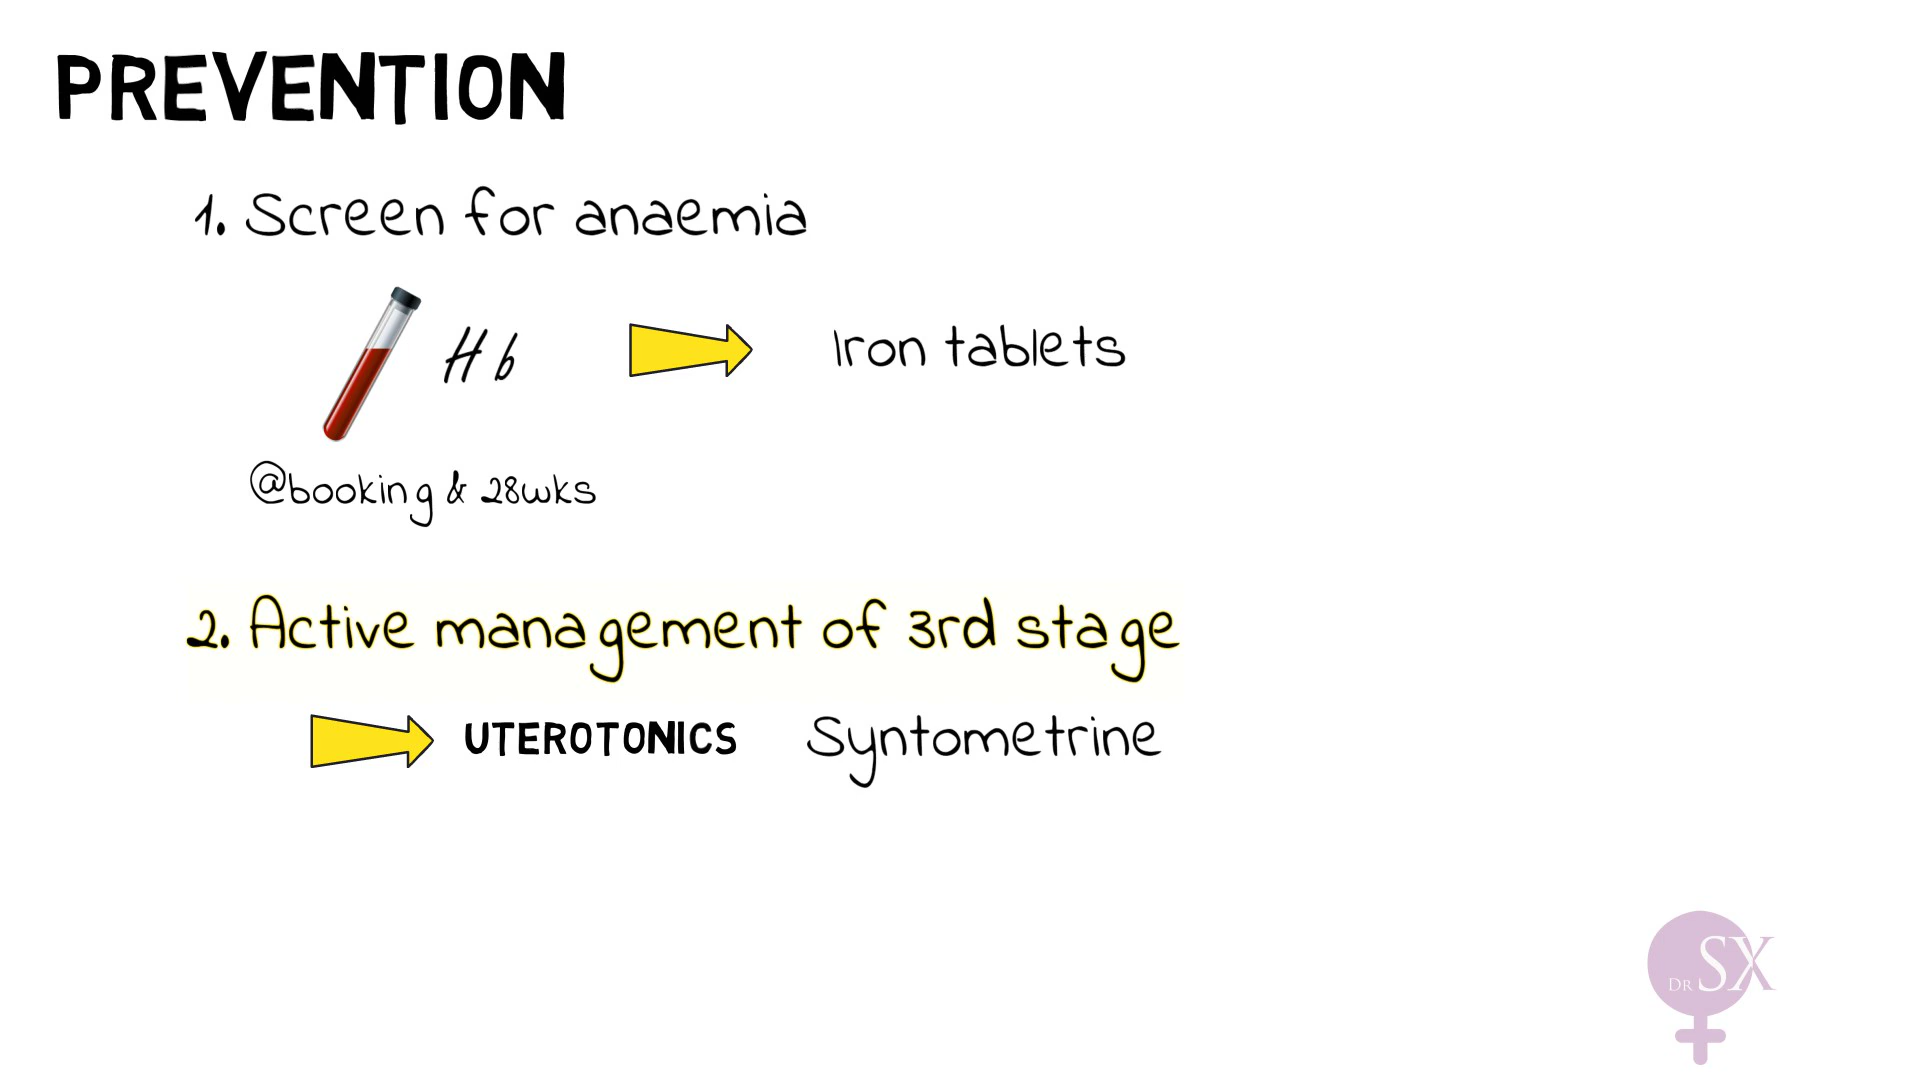 PREVENTION
1. Screen for anaemia
Hb
Iron tablets
@booking & 28wks
2. Active management of 3rd stage
UTEROTONICS Syntometrine
DR SX